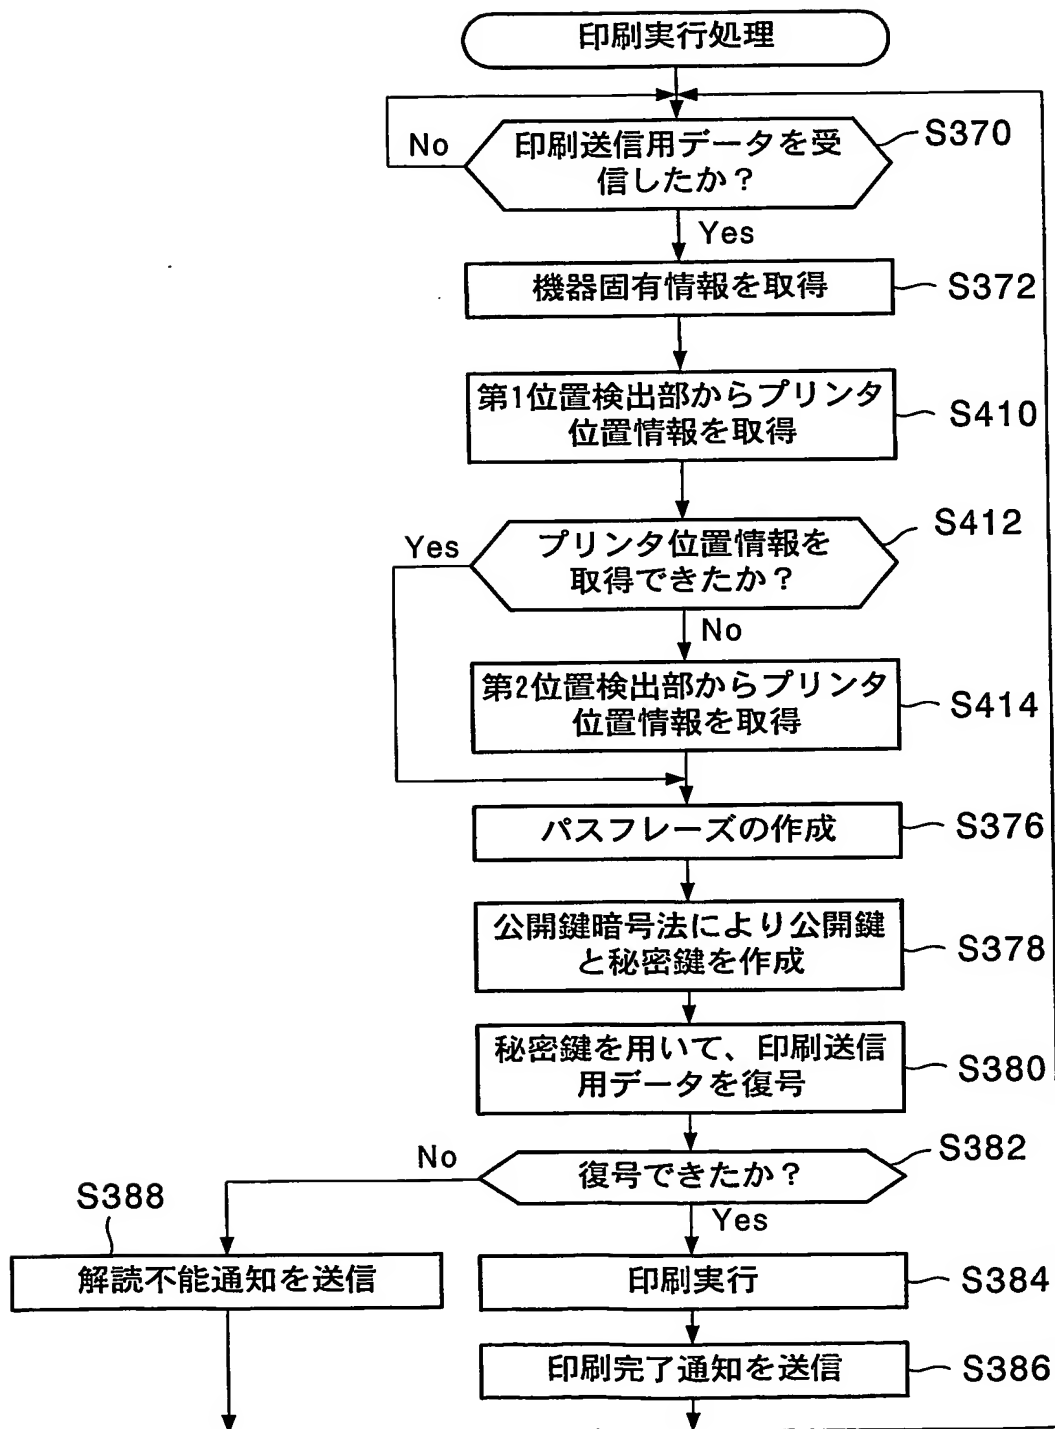 印刷実行処理
印刷送信用データを受
信したか？
S370
No
Yes
機器固有情報を取得
S372
第1位置検出部からプリンタ
位置情報を取得
S410
プリンタ位置情報を
取得できたか？
S412
Yes
No
第2位置検出部からプリンタ
位置情報を取得
S414
パスフレーズの作成
S376
公開鍵暗号法により公開鍵
と秘密鍵を作成
S378
秘密鍵を用いて、印刷送信
用データを復号
S380
復号できたか？
S382
No
Yes
S388
解読不能通知を送信
印刷実行
S384
印刷完了通知を送信
S386